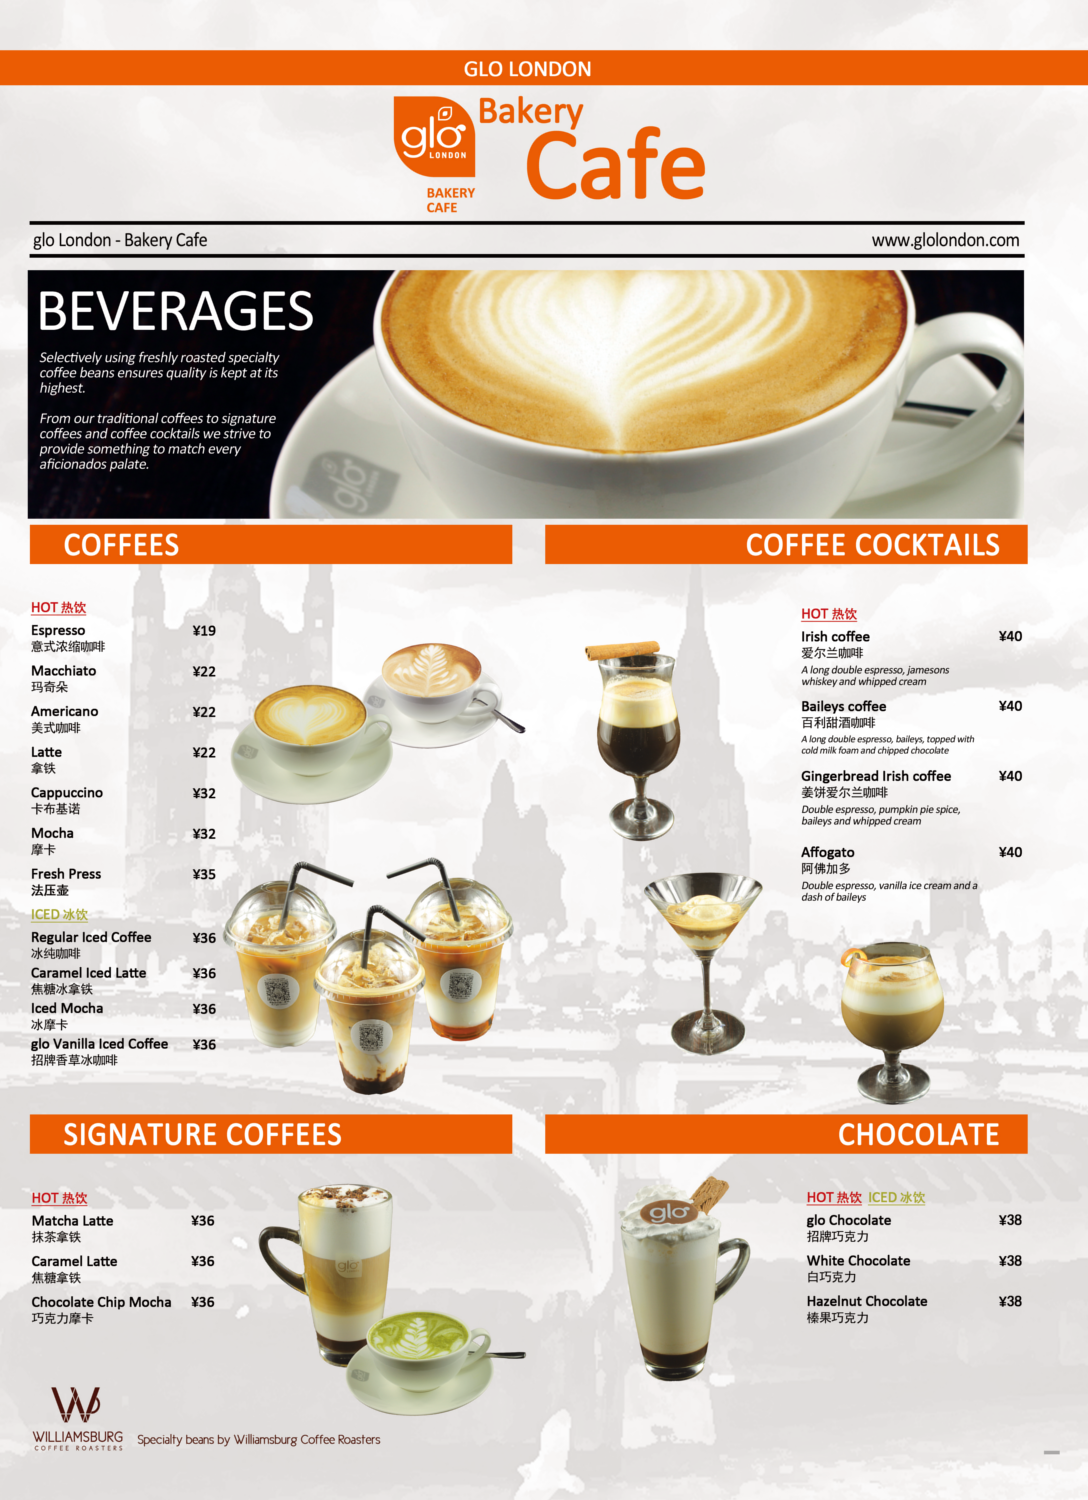 GLO LONDON
glo
LONDON
BAKERY
CAFE
Bakery
Cafe
glo London - Bakery Cafe
www.glolondon.com
BEVERAGES
Selectively using freshly roasted specialty
coffee beans ensures quality is kept at its
highest.
From our traditional coffees to signature
coffees and coffee cocktails we strive to
provide something to match every
aficionados palate.
glo
LONDON
COFFEES
HOT 热饮
Espresso ¥19
意式浓缩咖啡
Macchiato ¥22
玛奇朵
Americano ¥22
美式咖啡
Latte ¥22
拿铁
Cappuccino ¥32
卡布基诺
Mocha ¥32
摩卡
Fresh Press ¥35
法压壶
ICED 冰饮
Regular Iced Coffee ¥36
冰纯咖啡
Caramel Iced Latte ¥36
焦糖冰拿铁
Iced Mocha ¥36
冰摩卡
glo Vanilla Iced Coffee ¥36
招牌香草冰咖啡
COFFEE COCKTAILS
HOT 热饮
Irish coffee ¥40
爱尔兰咖啡
A long double espresso, jamesons
whiskey and whipped cream
Baileys coffee ¥40
百利甜酒咖啡
A long double espresso, baileys, topped with
cold milk foam and chipped chocolate
Gingerbread Irish coffee ¥40
姜饼爱尔兰咖啡
Double espresso, pumpkin pie spice,
baileys and whipped cream
Affogato ¥40
阿佛加多
Double espresso, vanilla ice cream and a
dash of baileys
SIGNATURE COFFEES
HOT 热饮
Matcha Latte ¥36
抹茶拿铁
Caramel Latte ¥36
焦糖拿铁
Chocolate Chip Mocha ¥36
巧克力摩卡
glo
CHOCOLATE
glo
HOT 热饮 ICED 冰饮
glo Chocolate ¥38
招牌巧克力
White Chocolate ¥38
白巧克力
Hazelnut Chocolate ¥38
榛果巧克力
WILLIAMSBURG
COFFEE ROASTERS
Specialty beans by Williamsburg Coffee Roasters